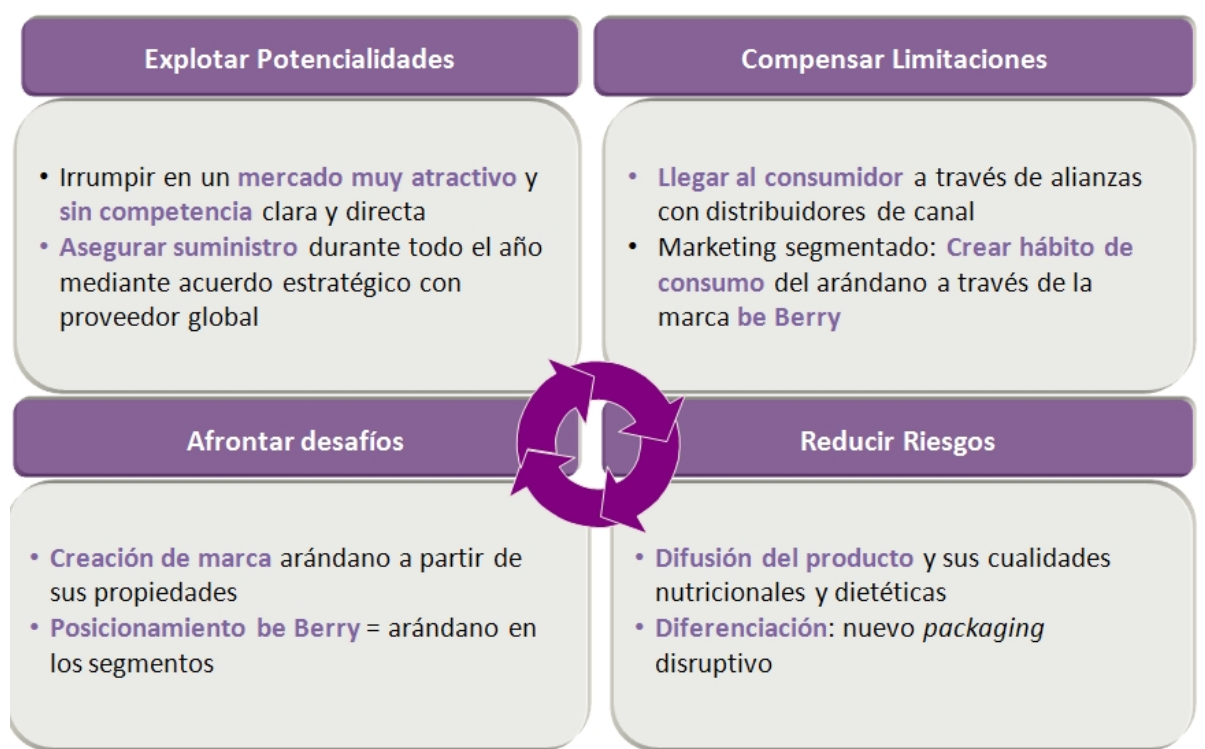 Explotar Potencialidades
• Irrumpir en un mercado muy atractivo y
sin competencia clara y directa
• Asegurar suministro durante todo el año
mediante acuerdo estratégico con
proveedor global
Compensar Limitaciones
• Llegar al consumidor a través de alianzas
con distribuidores de canal
• Marketing segmentado: Crear hábito de
consumo del arándano a través de la
marca be Berry
Afrontar desafíos
• Creación de marca arándano a partir de
sus propiedades
• Posicionamiento be Berry = arándano en
los segmentos
Reducir Riesgos
• Difusión del producto y sus cualidades
nutricionales y dietéticas
• Diferenciación: nuevo packaging
disruptivo